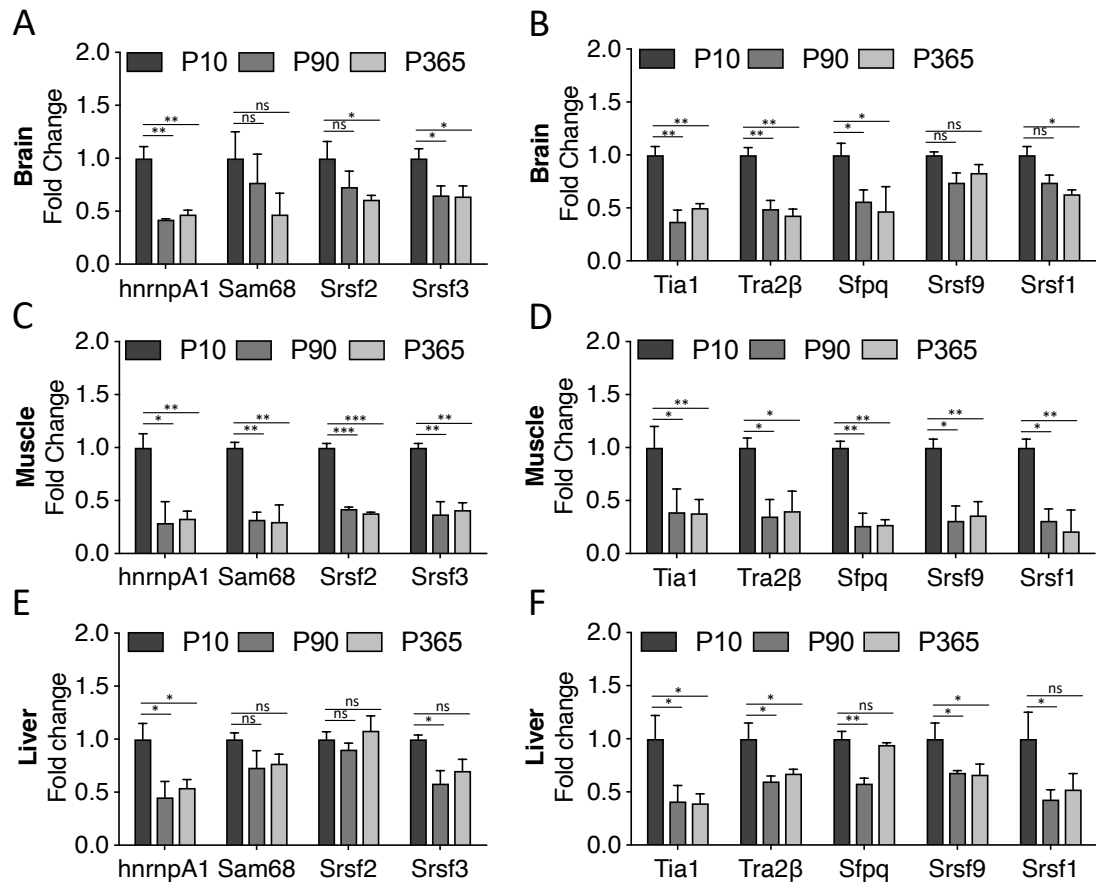 A
2.0
P10 P90 P365
1.5
1.0
0.5
0.0
Brain
Fold Change
** ** ns ns ns * * *
hnrnpA1 Sam68 Srsf2 Srsf3
B
2.0
P10 P90 P365
1.5
1.0
0.5
0.0
Brain
Fold Change
** ** ** ** * * ns ns ns *
Tia1 Tra2β Sfpq Srsf9 Srsf1
C
2.0
P10 P90 P365
1.5
1.0
0.5
0.0
Muscle
Fold Change
* ** ** ** *** *** ** **
hnrnpA1 Sam68 Srsf2 Srsf3
D
2.0
P10 P90 P365
1.5
1.0
0.5
0.0
Muscle
Fold Change
* ** * * ** ** * ** * **
Tia1 Tra2β Sfpq Srsf9 Srsf1
E
2.0
P10 P90 P365
1.5
1.0
0.5
0.0
Liver
Fold change
* * ns ns ns ns * ns
hnrnpA1 Sam68 Srsf2 Srsf3
F
2.0
P10 P90 P365
1.5
1.0
0.5
0.0
Liver
Fold change
* * * * ** ns * * * ns
Tia1 Tra2β Sfpq Srsf9 Srsf1